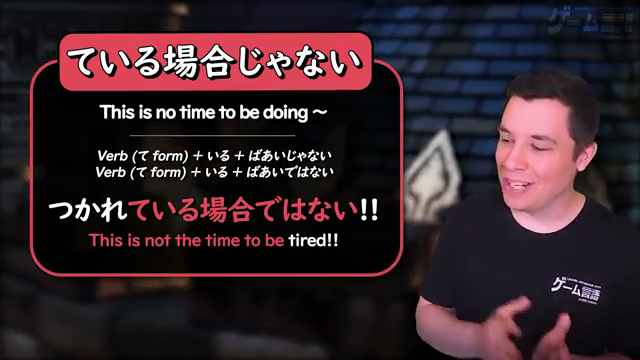 ている場合じゃない
This is no time to be doing ～
Verb (て form) + いる + ばあいじゃない
Verb (て form) + いる + ばあいではない
つかれている場合ではない!!
This is not the time to be tired!!
ゲーム言語
ゲーム言語